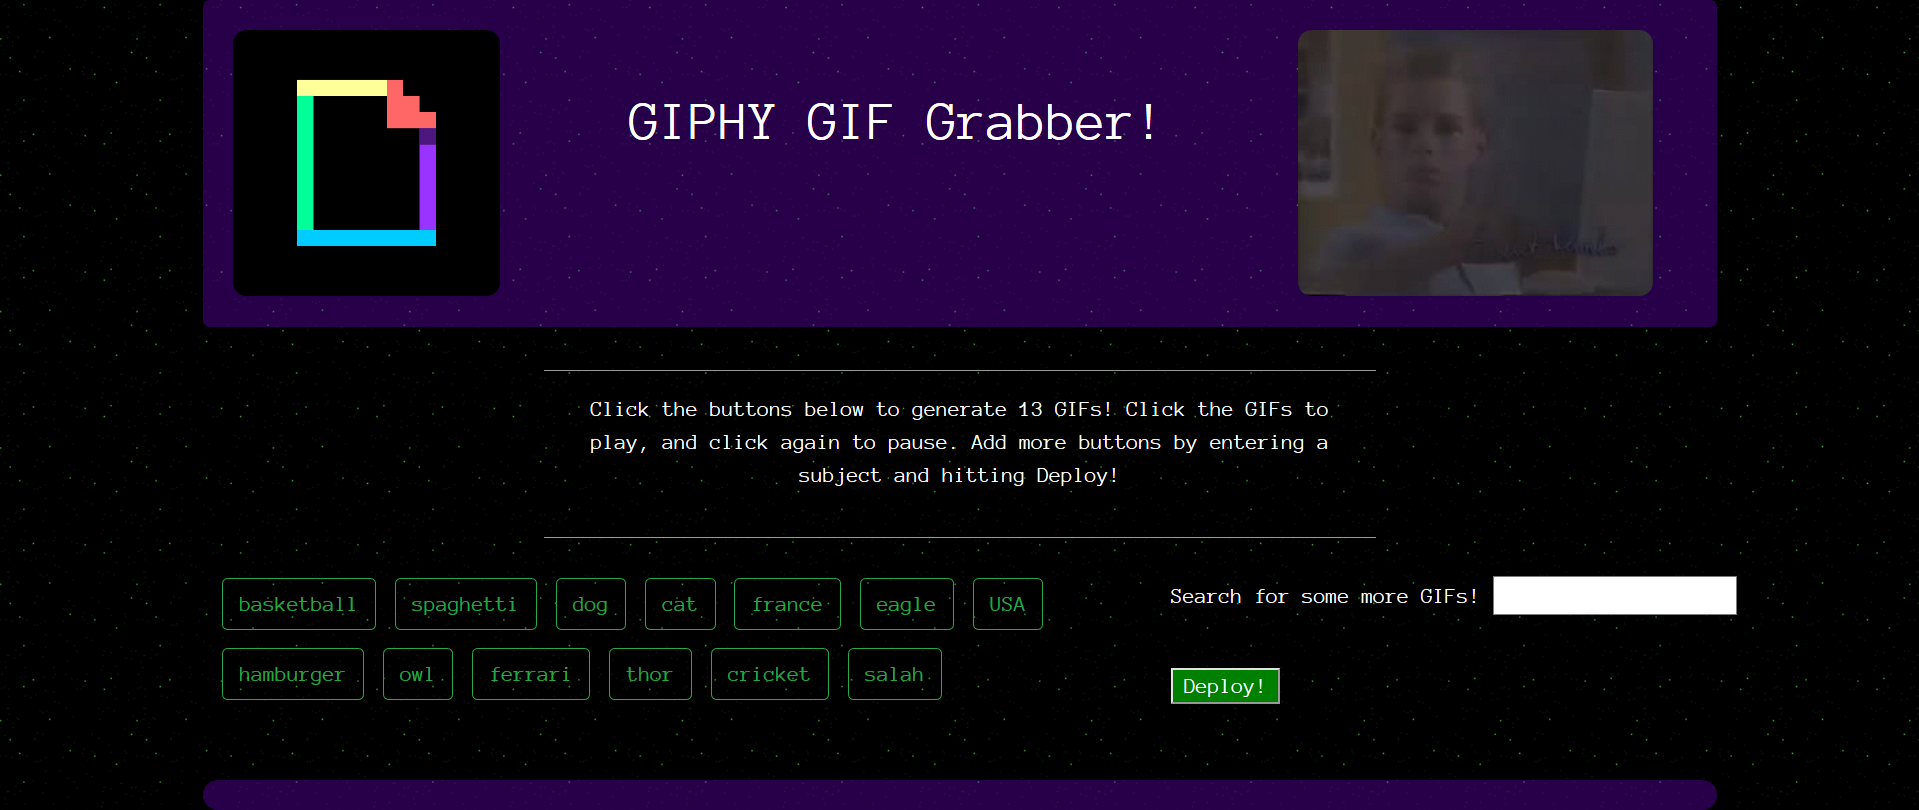 GIPHY GIF Grabber!
Click the buttons below to generate 13 GIFs! Click the GIFs to
play, and click again to pause. Add more buttons by entering a
subject and hitting Deploy!
basketball spaghetti dog cat france eagle USA
hamburger owl ferrari thor cricket salah
Search for some more GIFs!
Deploy!